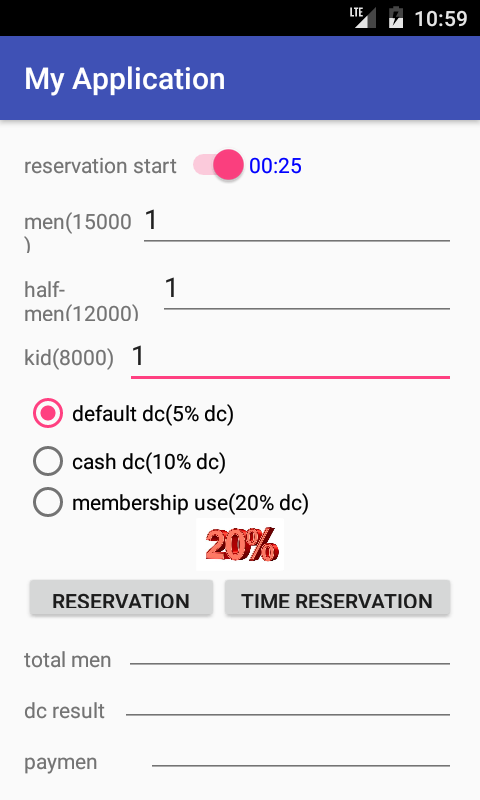 LTE 10:59
My Application
reservation start 00:25
men(15000 1
)
half- 1
men(12000)
kid(8000) 1
default dc(5% dc)
cash dc(10% dc)
membership use(20% dc)
20%
RESERVATION TIME RESERVATION
total men
dc result
paymen